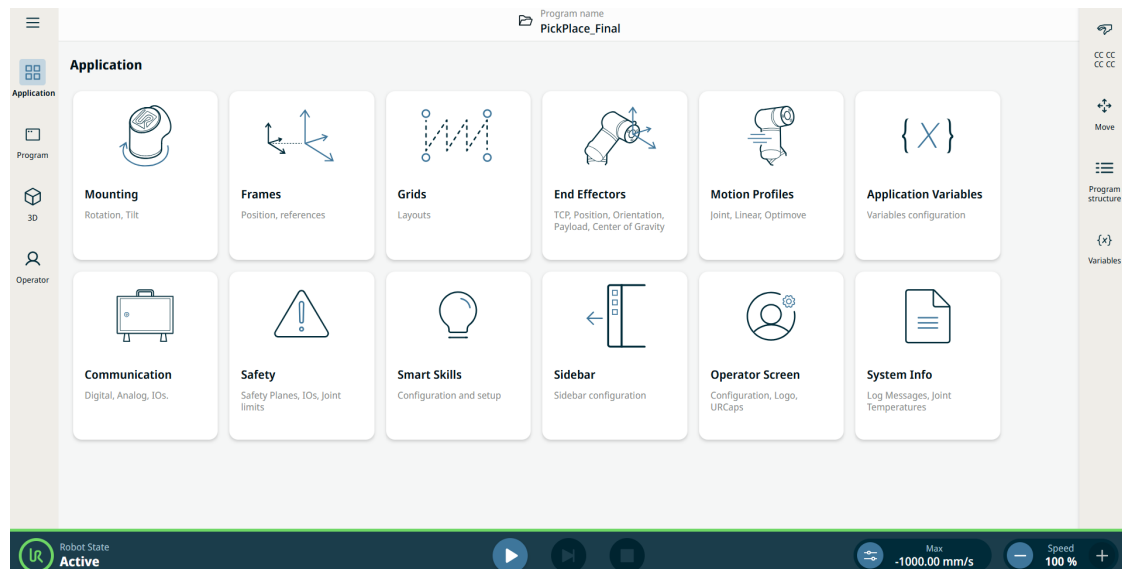 Program name
PickPlace_Final
Application
Application
Program
3D
Operator
Mounting
Rotation, Tilt
Frames
Position, references
Grids
Layouts
End Effectors
TCP, Position, Orientation,
Payload, Center of Gravity
Motion Profiles
Joint, Linear, Optimove
{X}
Application Variables
Variables configuration
Communication
Digital, Analog, IOs.
Safety
Safety Planes, IOs, Joint
limits
Smart Skills
Configuration and setup
Sidebar
Sidebar configuration
Operator Screen
Configuration, Logo,
URCaps
System Info
Log Messages, Joint
Temperatures
CC CC
CC CC
Move
Program
structure
{x}
Variables
UR
Robot State
Active
Max
-1000.00 mm/s
Speed
100 %